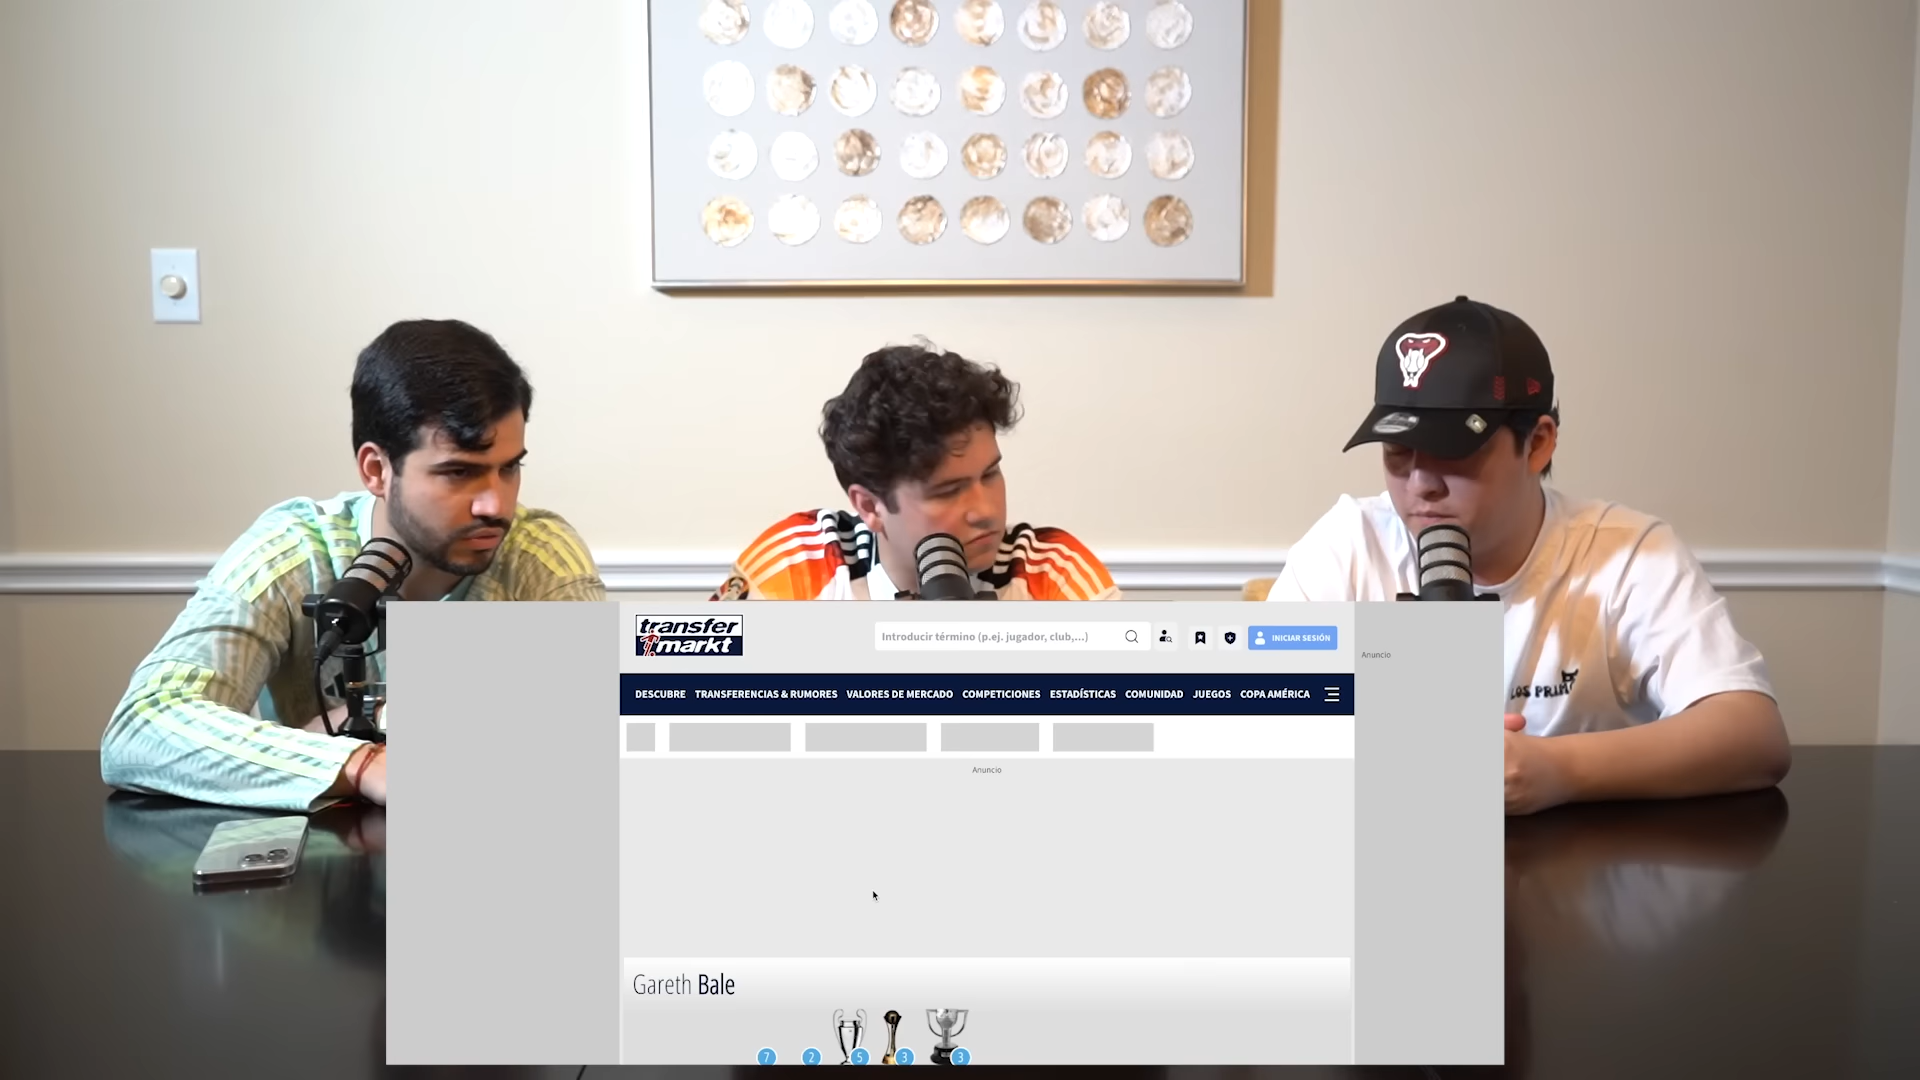 transfer
markt
Introducir término (p.ej. jugador, club,...)
INICIAR SESIÓN
Anuncio
DESCUBRE TRANSFERENCIAS & RUMORES VALORES DE MERCADO COMPETICIONES ESTADÍSTICAS COMUNIDAD JUEGOS COPA AMÉRICA
LOS PRIM
Anuncio
Gareth Bale
7 2 5 3 3